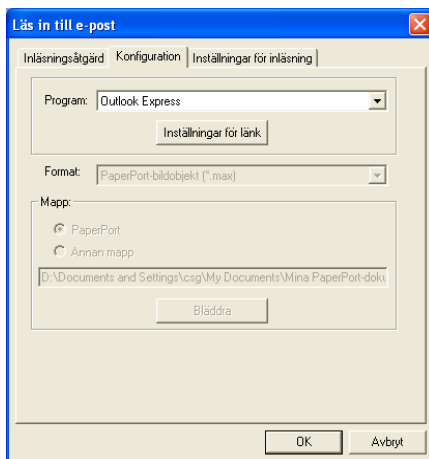 Läs in till e-post
Inläsningsåtgärd Konfiguration Inställningar för inläsning
Program: Outlook Express
Inställningar för länk
Format: PaperPort-bildobjekt (*.max)
Mapp:
PaperPort
Annan mapp
D:\Documents and Settings\csg\My Documents\Mina PaperPort-doku
Bläddra
OK Avbryt